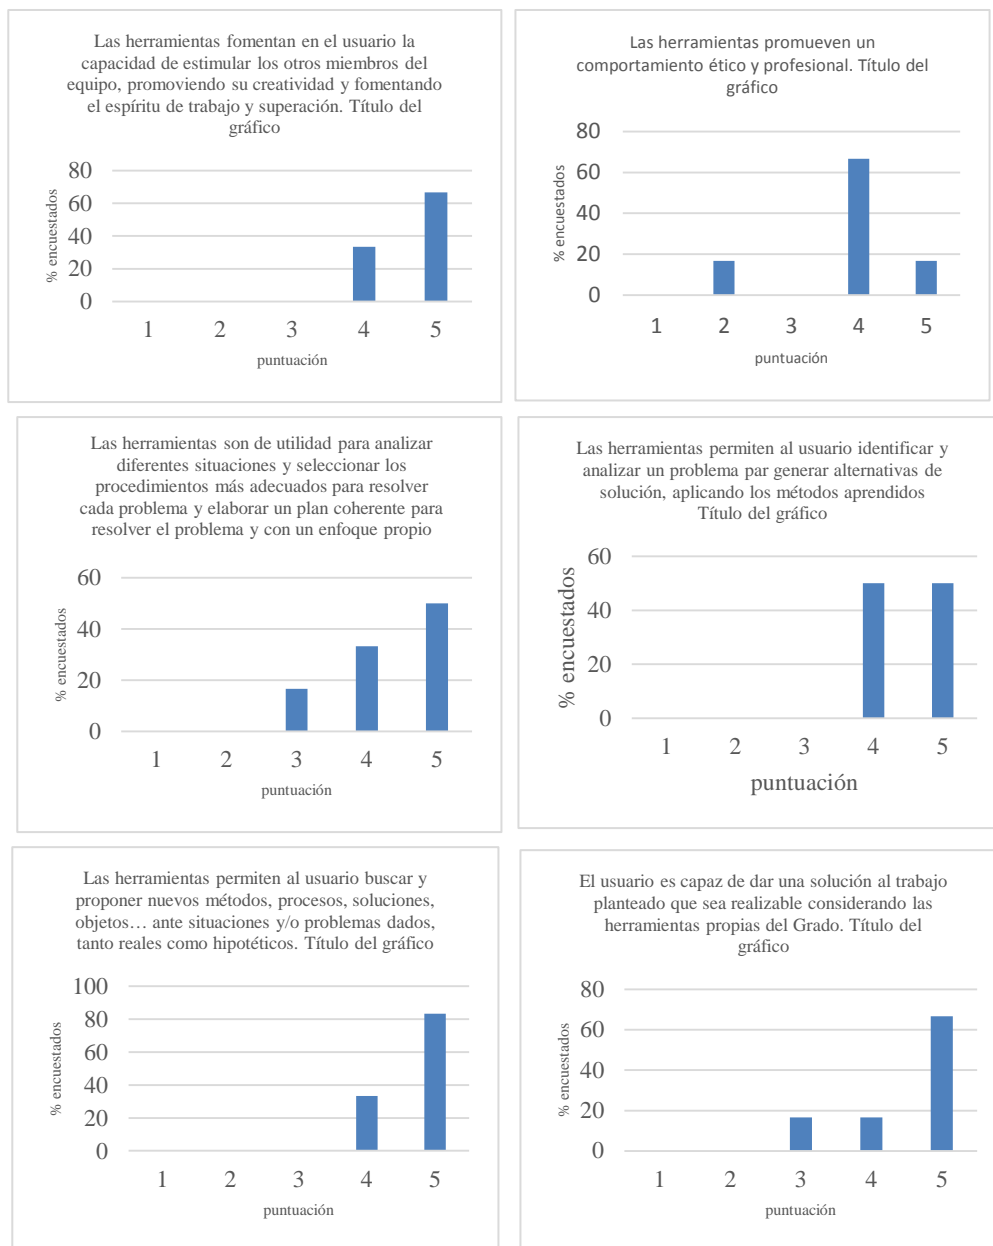 Las herramientas fomentan en el usuario la
capacidad de estimular los otros miembros del
equipo, promoviendo su creatividad y fomentando
el espíritu de trabajo y superación. Título del
gráfico
80
60
40
20
0
% encuestados
1 2 3 4 5
puntuación
Las herramientas promueven un
comportamiento ético y profesional. Título del
gráfico
80
60
40
20
0
% encuestados
1 2 3 4 5
puntuación
Las herramientas son de utilidad para analizar
diferentes situaciones y seleccionar los
procedimientos más adecuados para resolver
cada problema y elaborar un plan coherente para
resolver el problema y con un enfoque propio
60
40
20
0
% encuestados
1 2 3 4 5
puntuación
Las herramientas permiten al usuario identificar y
analizar un problema par generar alternativas de
solución, aplicando los métodos aprendidos
Título del gráfico
60
40
20
0
% encuestados
1 2 3 4 5
puntuación
Las herramientas permiten al usuario buscar y
proponer nuevos métodos, procesos, soluciones,
objetos… ante situaciones y/o problemas dados,
tanto reales como hipotéticos. Título del gráfico
100
80
60
40
20
0
% encuestados
1 2 3 4 5
puntuación
El usuario es capaz de dar una solución al trabajo
planteado que sea realizable considerando las
herramientas propias del Grado. Título del
gráfico
80
60
40
20
0
% encuestados
1 2 3 4 5
puntuación